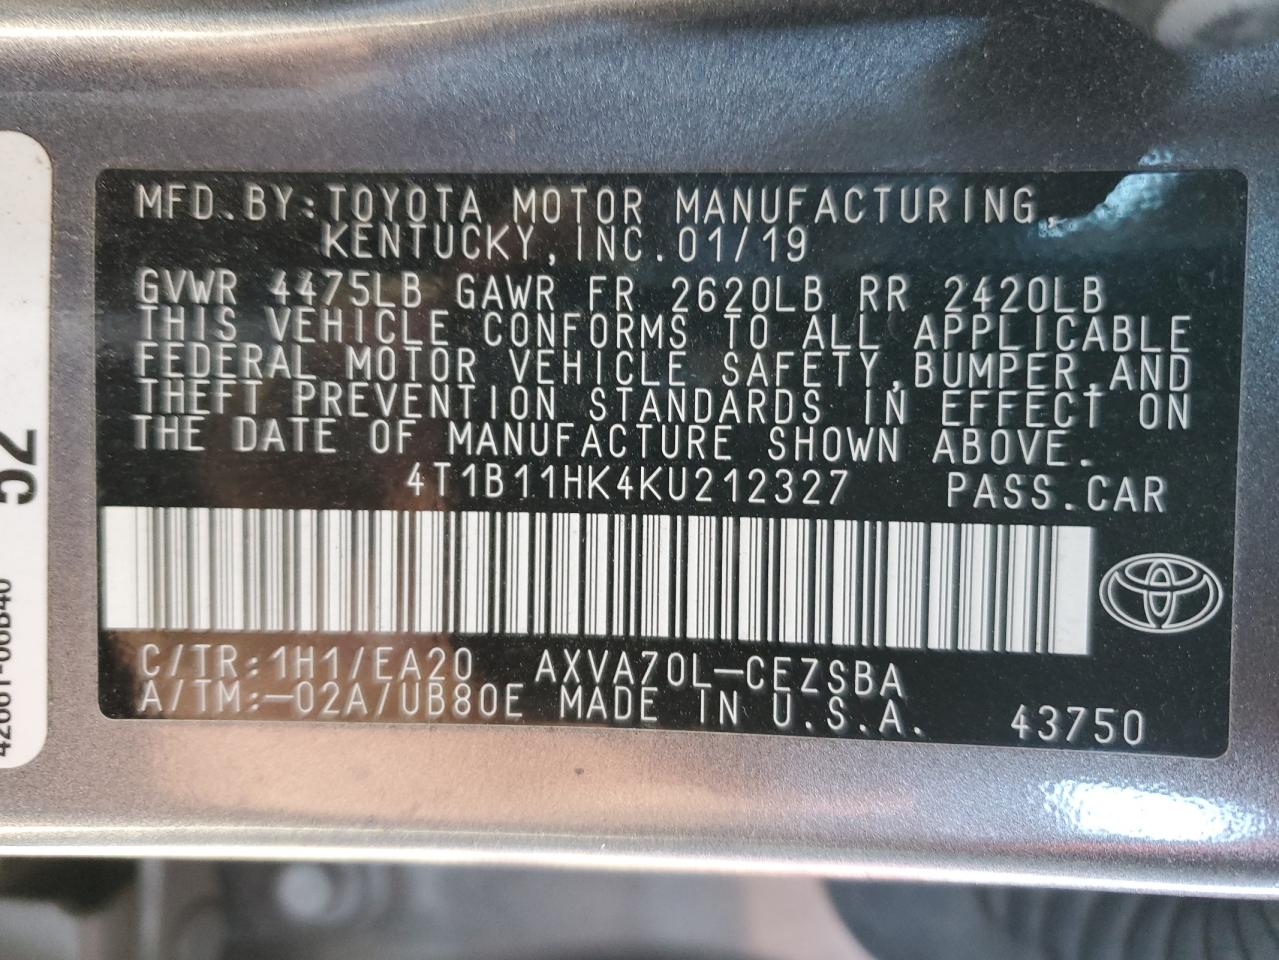 MFD.BY:TOYOTA MOTOR MANUFACTURING,
KENTUCKY,INC.01/19
GVWR 4475LB GAWR FR 2620LB RR 2420LB
THIS VEHICLE CONFORMS TO ALL APPLICABLE
FEDERAL MOTOR VEHICLE SAFETY,BUMPER,AND
THEFT PREVENTION STANDARDS IN EFFECT ON
THE DATE OF MANUFACTURE SHOWN ABOVE.
4T1B11HK4KU212327 PASS.CAR
C/TR:1H1/EA20 AXVA70L-CEZSBA
A/TM:-02A/UB80E MADE IN U.S.A. 43750
52